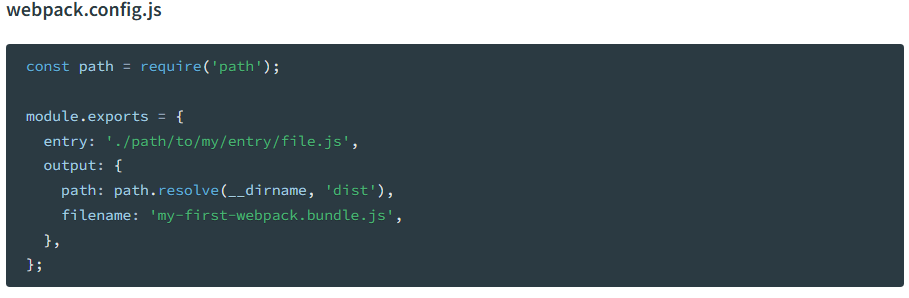 webpack.config.js
const path = require('path');
module.exports = {
  entry: './path/to/my/entry/file.js',
  output: {
    path: path.resolve(__dirname, 'dist'),
    filename: 'my-first-webpack.bundle.js',
  },
};